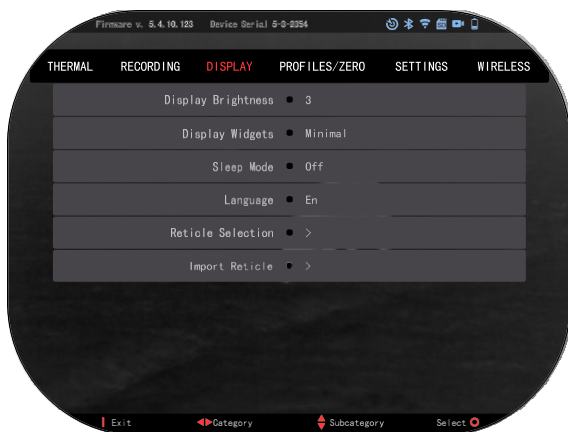 Firmware v. 5.4.10.123 Device Serial 5-3-2354
THERMAL RECORDING DISPLAY PROFILES/ZERO SETTINGS WIRELESS
Display Brightness 3
Display Widgets Minimal
Sleep Mode Off
Language En
Reticle Selection >
Import Reticle >
Exit Category Subcategory Select